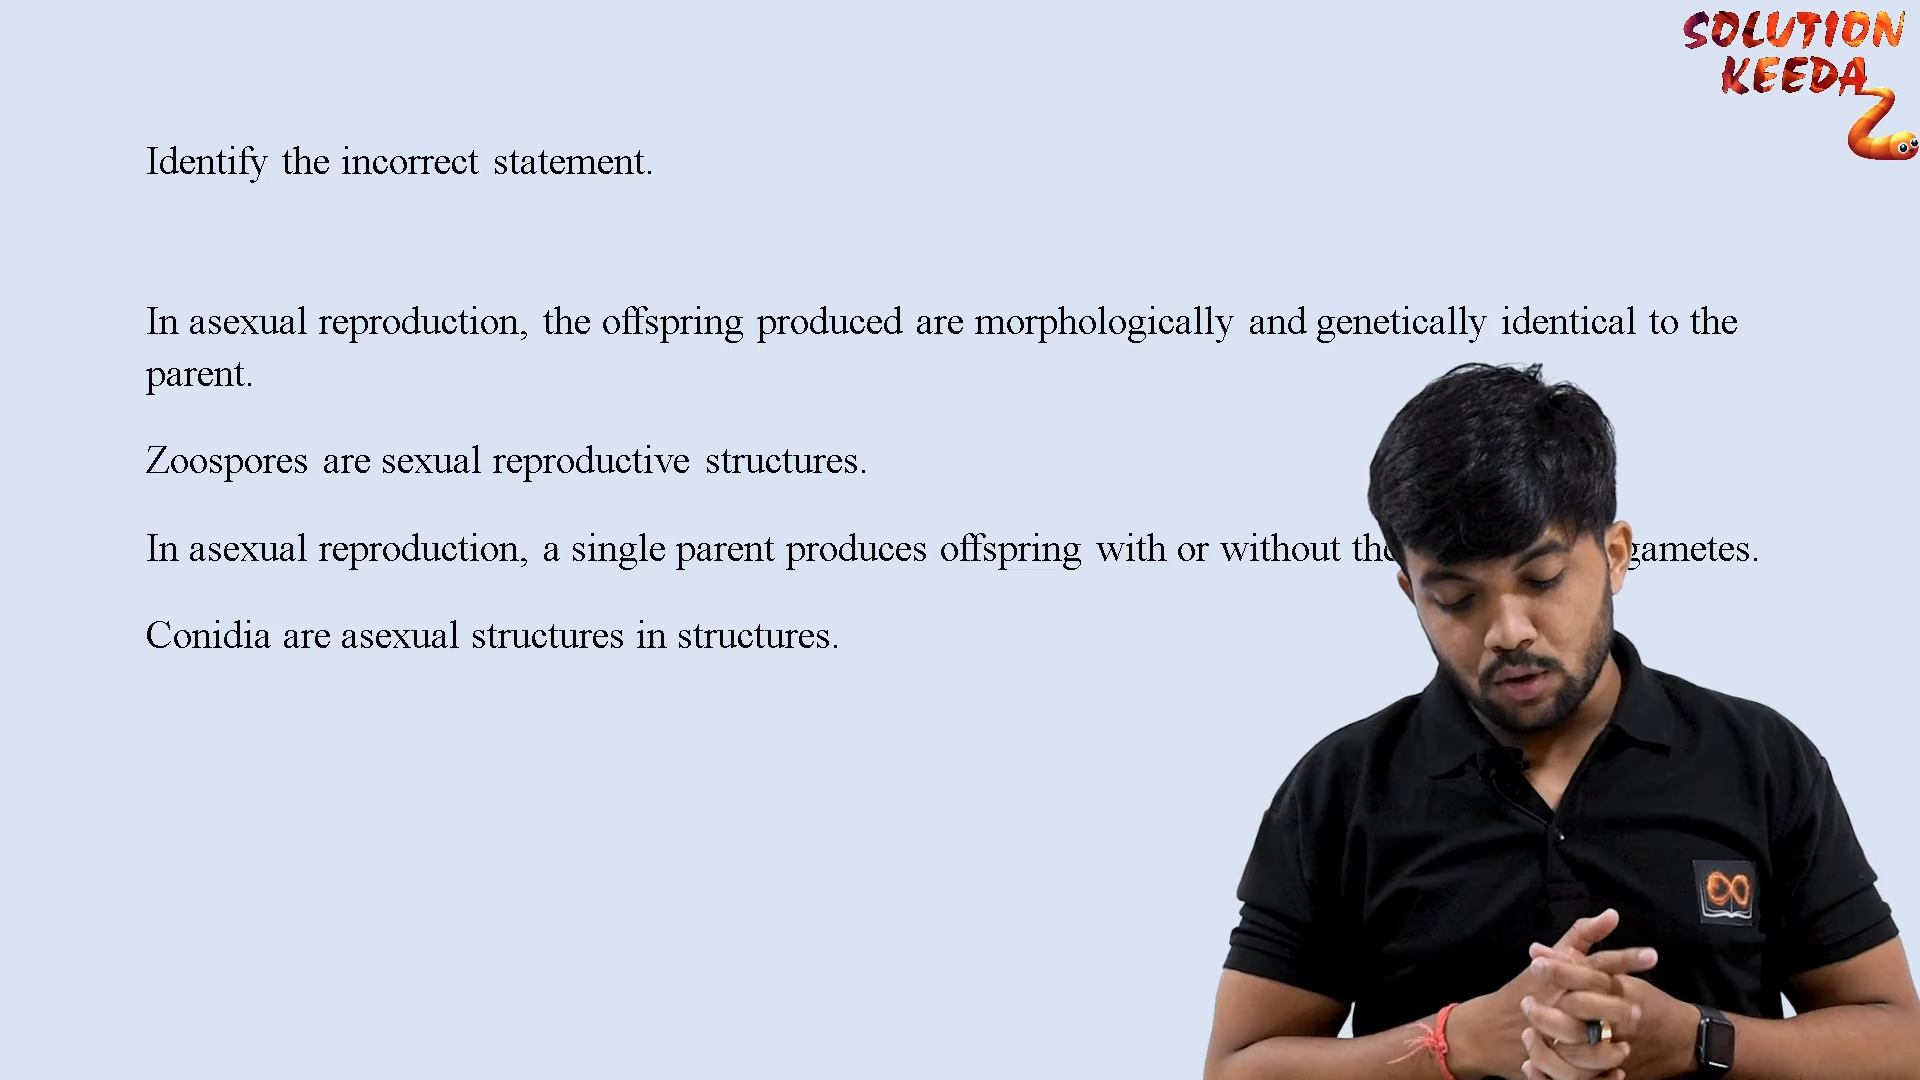 SOLUTION
KEEDA
Identify the incorrect statement.
In asexual reproduction, the offspring produced are morphologically and genetically identical to the
parent.
Zoospores are sexual reproductive structures.
In asexual reproduction, a single parent produces offspring with or without the gametes.
Conidia are asexual structures in structures.